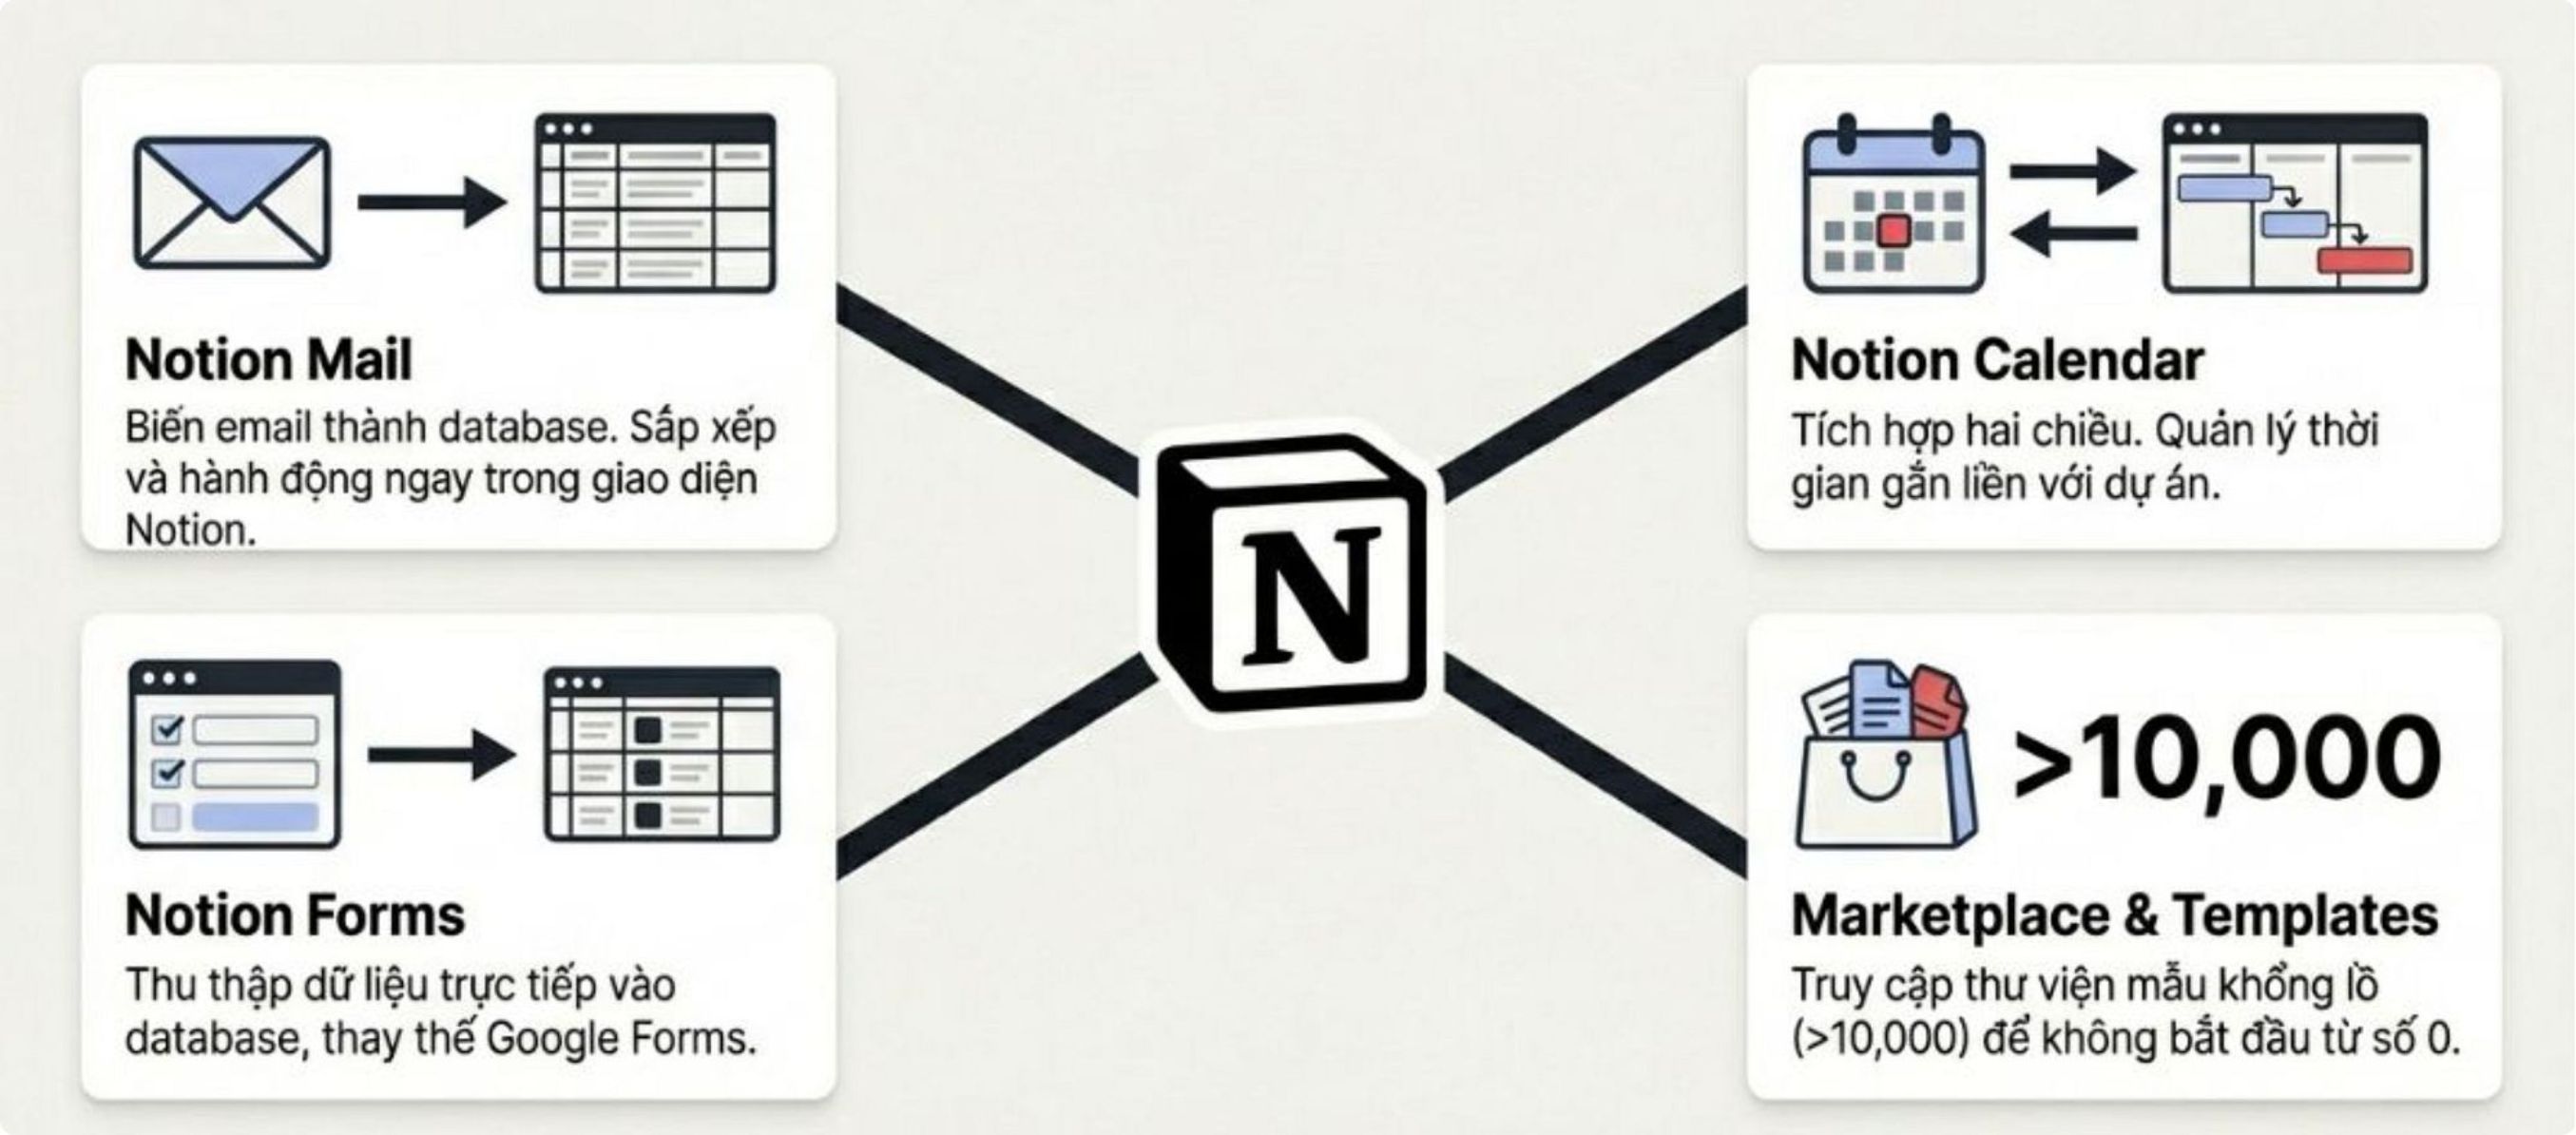 Notion Mail
Biến email thành database. Sắp xếp
và hành động ngay trong giao diện
Notion.
Notion Calendar
Tích hợp hai chiều. Quản lý thời
gian gắn liền với dự án.
N
Notion Forms
Thu thập dữ liệu trực tiếp vào
database, thay thế Google Forms.
>10,000
Marketplace & Templates
Truy cập thư viện mẫu khổng lồ
(>10,000) để không bắt đầu từ số 0.